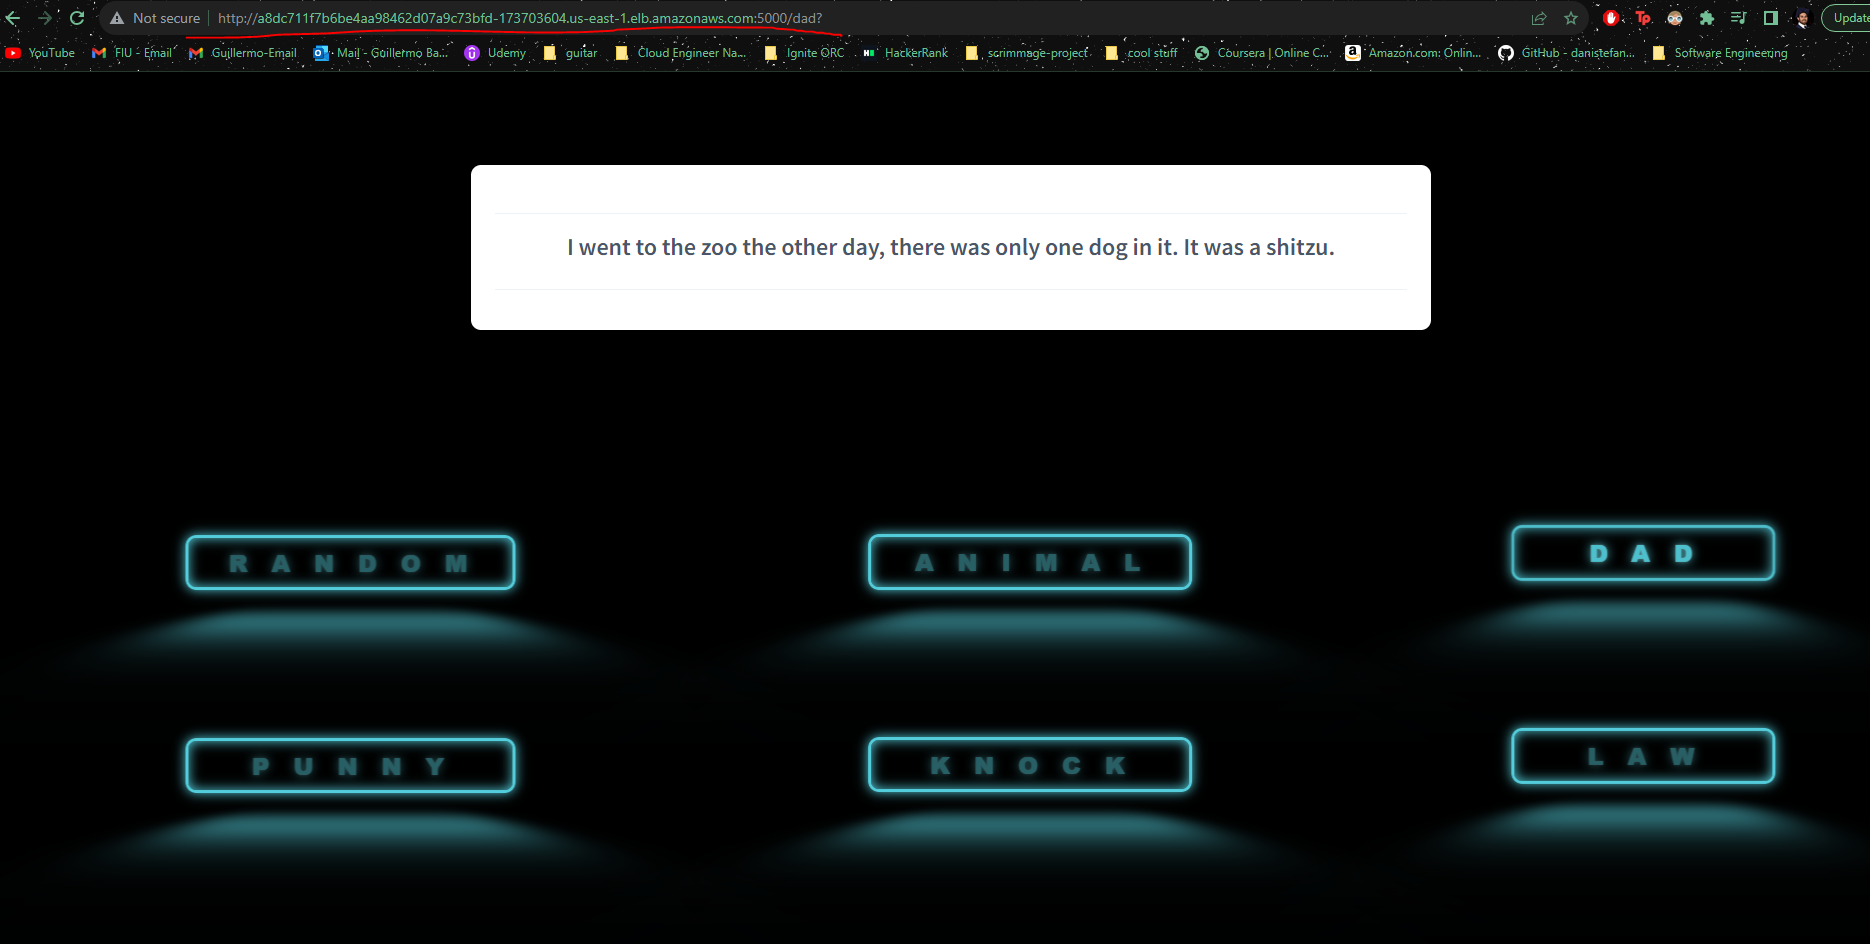 Not secure | http://a8dc711f7b6be4aa98462d07a9c73bfd-173703604.us-east-1.elb.amazonaws.com:5000/dad? Tp Update
YouTube FIU - Email Guillermo-Email Mail - Guillermo Ba... Udemy guitar Cloud Engineer Na... Ignite ORC HackerRank scrimmage-project cool stuff Coursera | Online C... Amazon.com: Onlin... GitHub - danistefan... Software Engineering
I went to the zoo the other day, there was only one dog in it. It was a shitzu.
RANDOM ANIMAL DAD
PUNNY KNOCK LAW